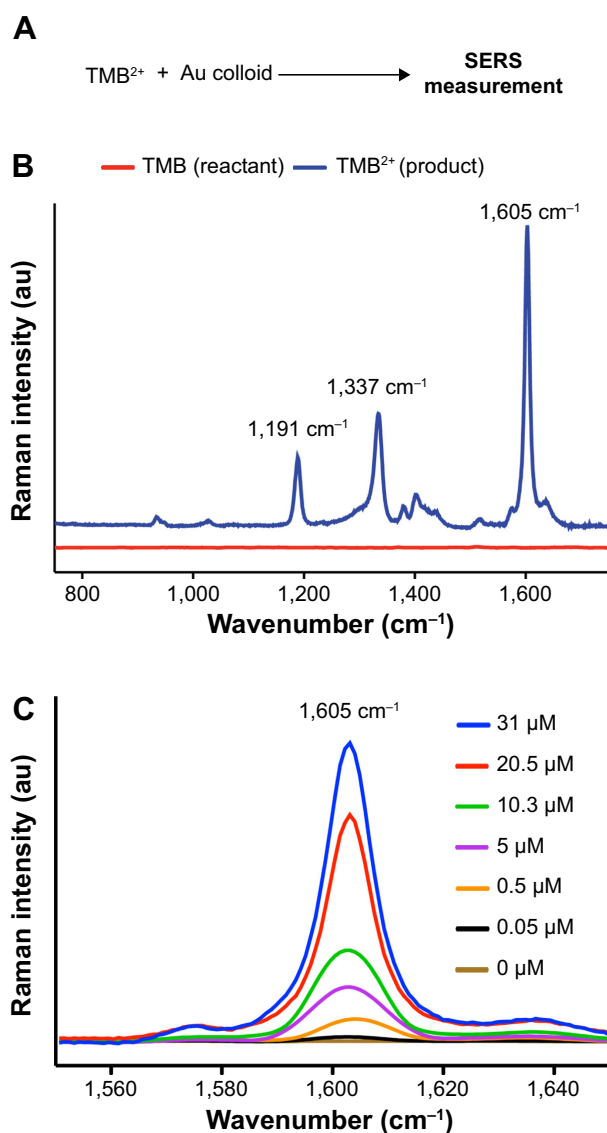 A
TMB²⁺ + Au colloid
SERS
measurement
B
TMB (reactant) TMB²⁺ (product)
Raman intensity (au)
1,605 cm⁻¹
1,337 cm⁻¹
1,191 cm⁻¹
800 1,000 1,200 1,400 1,600
Wavenumber (cm⁻¹)
C
Raman intensity (au)
1,605 cm⁻¹
31 µM
20.5 µM
10.3 µM
5 µM
0.5 µM
0.05 µM
0 µM
1,560 1,580 1,600 1,620 1,640
Wavenumber (cm⁻¹)